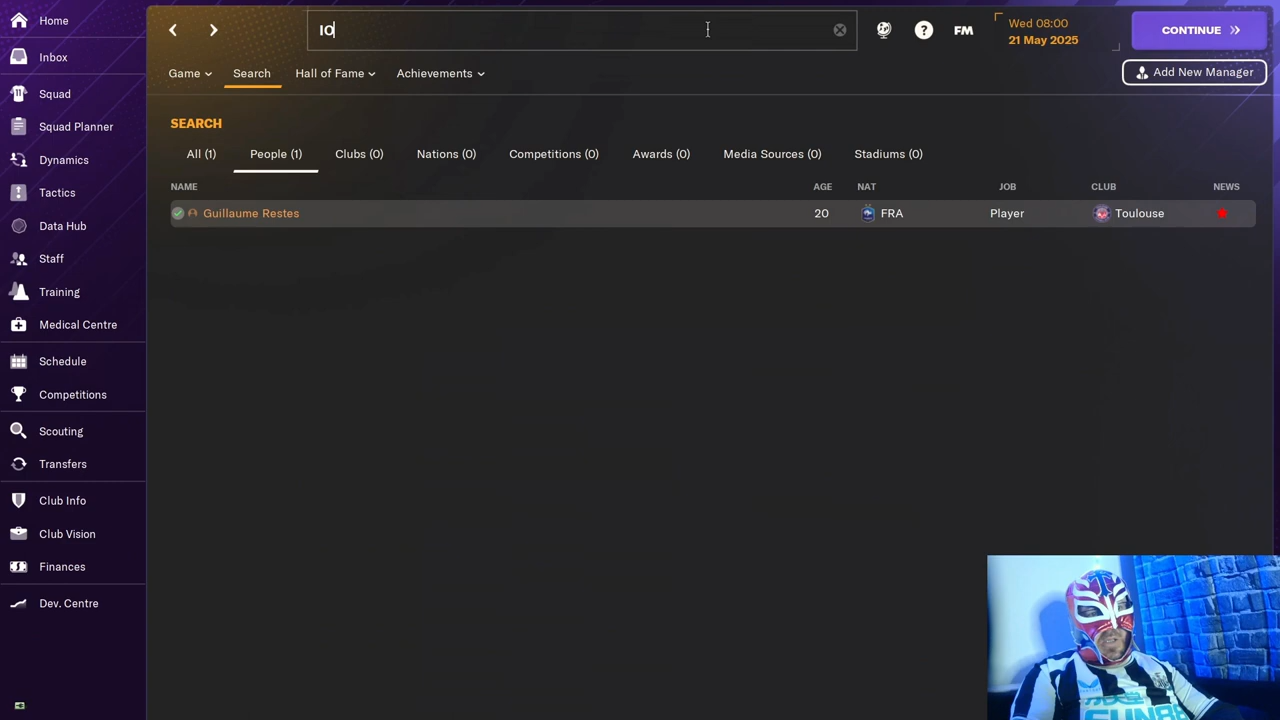 Home
Inbox
Squad
Squad Planner
Dynamics
Tactics
Data Hub
Staff
Training
Medical Centre
Schedule
Competitions
Scouting
Transfers
Club Info
Club Vision
Finances
Dev. Centre
IO
FM
Wed 08:00
21 May 2025
CONTINUE
Game
Search
Hall of Fame
Achievements
Add New Manager
SEARCH
All (1)
People (1)
Clubs (0)
Nations (0)
Competitions (0)
Awards (0)
Media Sources (0)
Stadiums (0)
NAME AGE NAT JOB CLUB NEWS
Guillaume Restes 20 FRA Player Toulouse